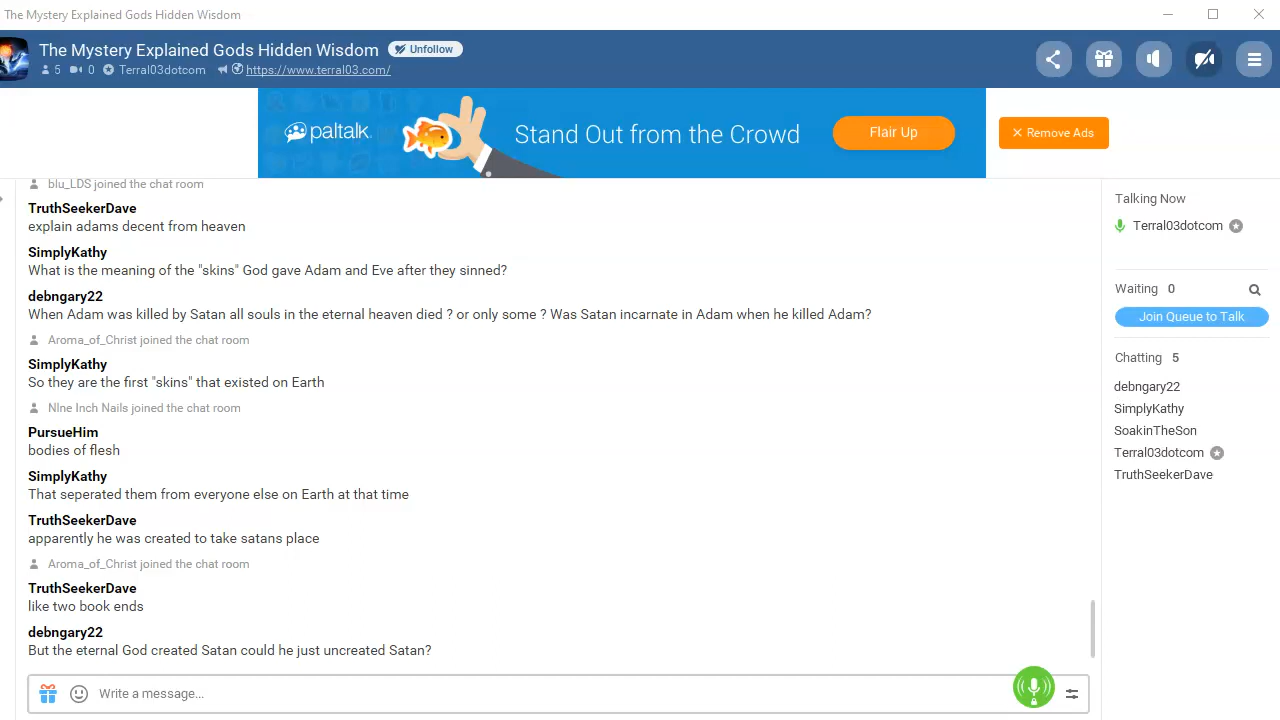 The Mystery Explained Gods Hidden Wisdom
The Mystery Explained Gods Hidden Wisdom Unfollow
5 0 Terral03dotcom https://www.terral03.com/
paltalk Stand Out from the Crowd Flair Up Remove Ads
blu_LDS joined the chat room
TruthSeekerDave
explain adams decent from heaven
SimplyKathy
What is the meaning of the "skins" God gave Adam and Eve after they sinned?
debngary22
When Adam was killed by Satan all souls in the eternal heaven died ? or only some ? Was Satan incarnate in Adam when he killed Adam?
Aroma_of_Christ joined the chat room
SimplyKathy
So they are the first "skins" that existed on Earth
NIne Inch Nails joined the chat room
PursueHim
bodies of flesh
SimplyKathy
That seperated them from everyone else on Earth at that time
TruthSeekerDave
apparently he was created to take satans place
Aroma_of_Christ joined the chat room
TruthSeekerDave
like two book ends
debngary22
But the eternal God created Satan could he just uncreated Satan?
Write a message...
Talking Now
Terral03dotcom
Waiting 0
Join Queue to Talk
Chatting 5
debngary22
SimplyKathy
SoakinTheSon
Terral03dotcom
TruthSeekerDave